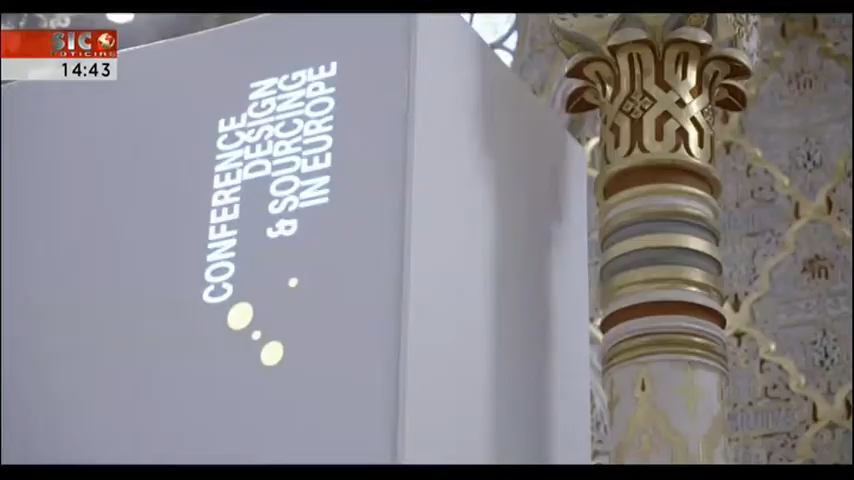 SIC
NOTÍCIAS
14:43
CONFERENCE
DESIGN
& SOURCING
IN EUROPE